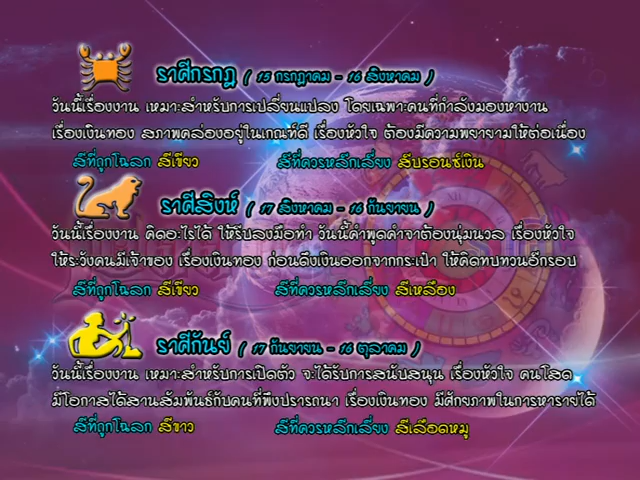 ราศีกรกฎ ( 15 กรกฎาคม - 16 สิงหาคม )
วันนี้เรื่องงาน เหมาะสำหรับการเปลี่ยนแปลง โดยเฉพาะคนที่กำลังมองหางาน
เรื่องเงินทอง สภาพคล่องอยู่ในเกณฑ์ดี เรื่องหัวใจ ต้องมีความพยายามให้ต่อเนื่อง
สีที่ถูกโฉลก สีเขียว สีที่ควรหลีกเลี่ยง สีบรอนซ์เงิน
ราศีสิงห์ ( 17 สิงหาคม - 16 กันยายน )
วันนี้เรื่องงาน คิดอะไรได้ ให้รีบลงมือทำ วันนี้คำพูดคำจาต้องนุ่มนวล เรื่องหัวใจ
ให้ระวังคนมีเจ้าของ เรื่องเงินทอง ก่อนดึงเงินออกจากกระเป๋า ให้คิดทบทวนอีกรอบ
สีที่ถูกโฉลก สีเขียว สีที่ควรหลีกเลี่ยง สีเหลือง
ราศีกันย์ ( 17 กันยายน - 16 ตุลาคม )
วันนี้เรื่องงาน เหมาะสำหรับการเปิดตัว จะได้รับการสนับสนุน เรื่องหัวใจ คนโสด
มีโอกาสได้สานสัมพันธ์กับคนที่พึงปรารถนา เรื่องเงินทอง มีศักยภาพในการหารายได้
สีที่ถูกโฉลก สีขาว สีที่ควรหลีกเลี่ยง สีเลือดหมู